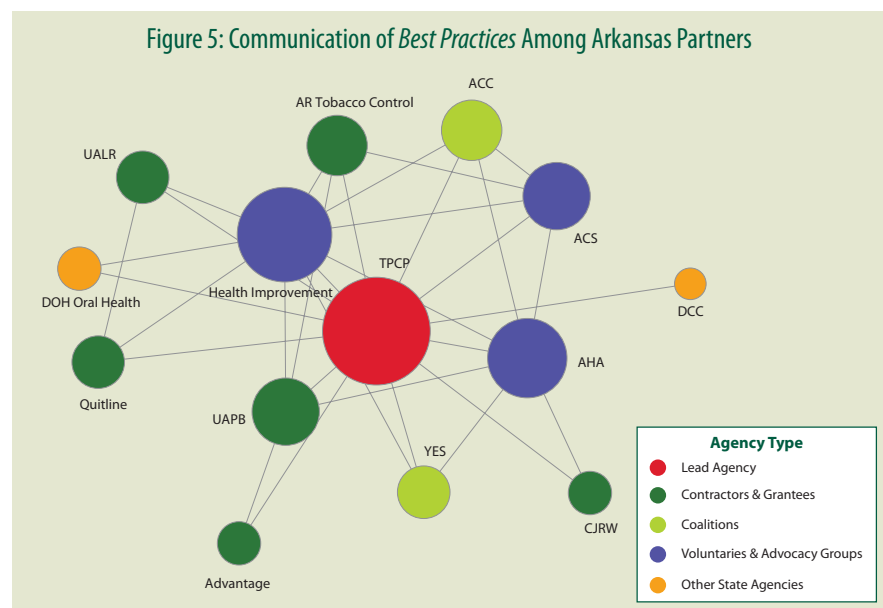 Figure 5: Communication of Best Practices Among Arkansas Partners
ACC
AR Tobacco Control
UALR
ACS
TPCP
Health Improvement
DOH Oral Health
DCC
AHA
Quitline
UAPB
YES
CJRW
Advantage
Agency Type
Lead Agency
Contractors & Grantees
Coalitions
Voluntaries & Advocacy Groups
Other State Agencies